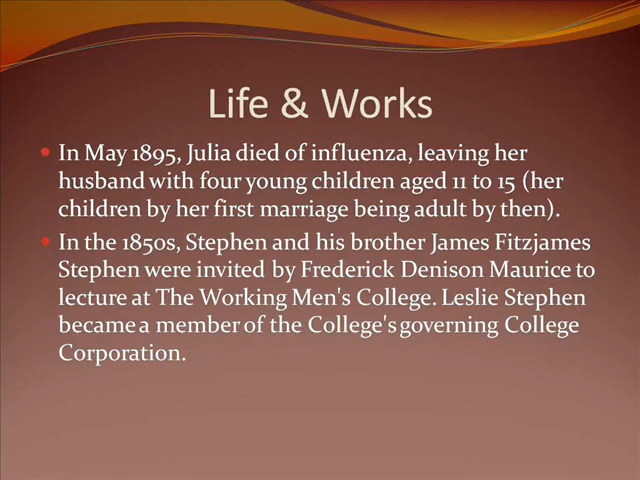 Life & Works
• In May 1895, Julia died of influenza, leaving her
husband with four young children aged 11 to 15 (her
children by her first marriage being adult by then).
• In the 1850s, Stephen and his brother James Fitzjames
Stephen were invited by Frederick Denison Maurice to
lecture at The Working Men's College. Leslie Stephen
became a member of the College's governing College
Corporation.